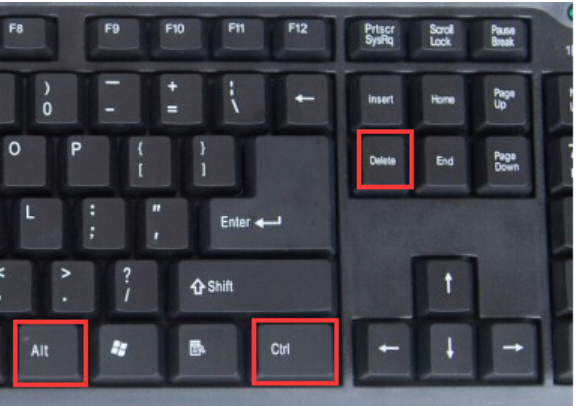 F8 F9 F10 F11 F12 Prtscr Scroll Pause
SysRq Lock Break
) — + ¦ ←
0 - = \
Insert Home Page
Up
O P { }
[ ]
Delete End Page
Down
L : " Enter
; '
< > ? Shift ↑
. /
Alt Ctrl ← ↓ →